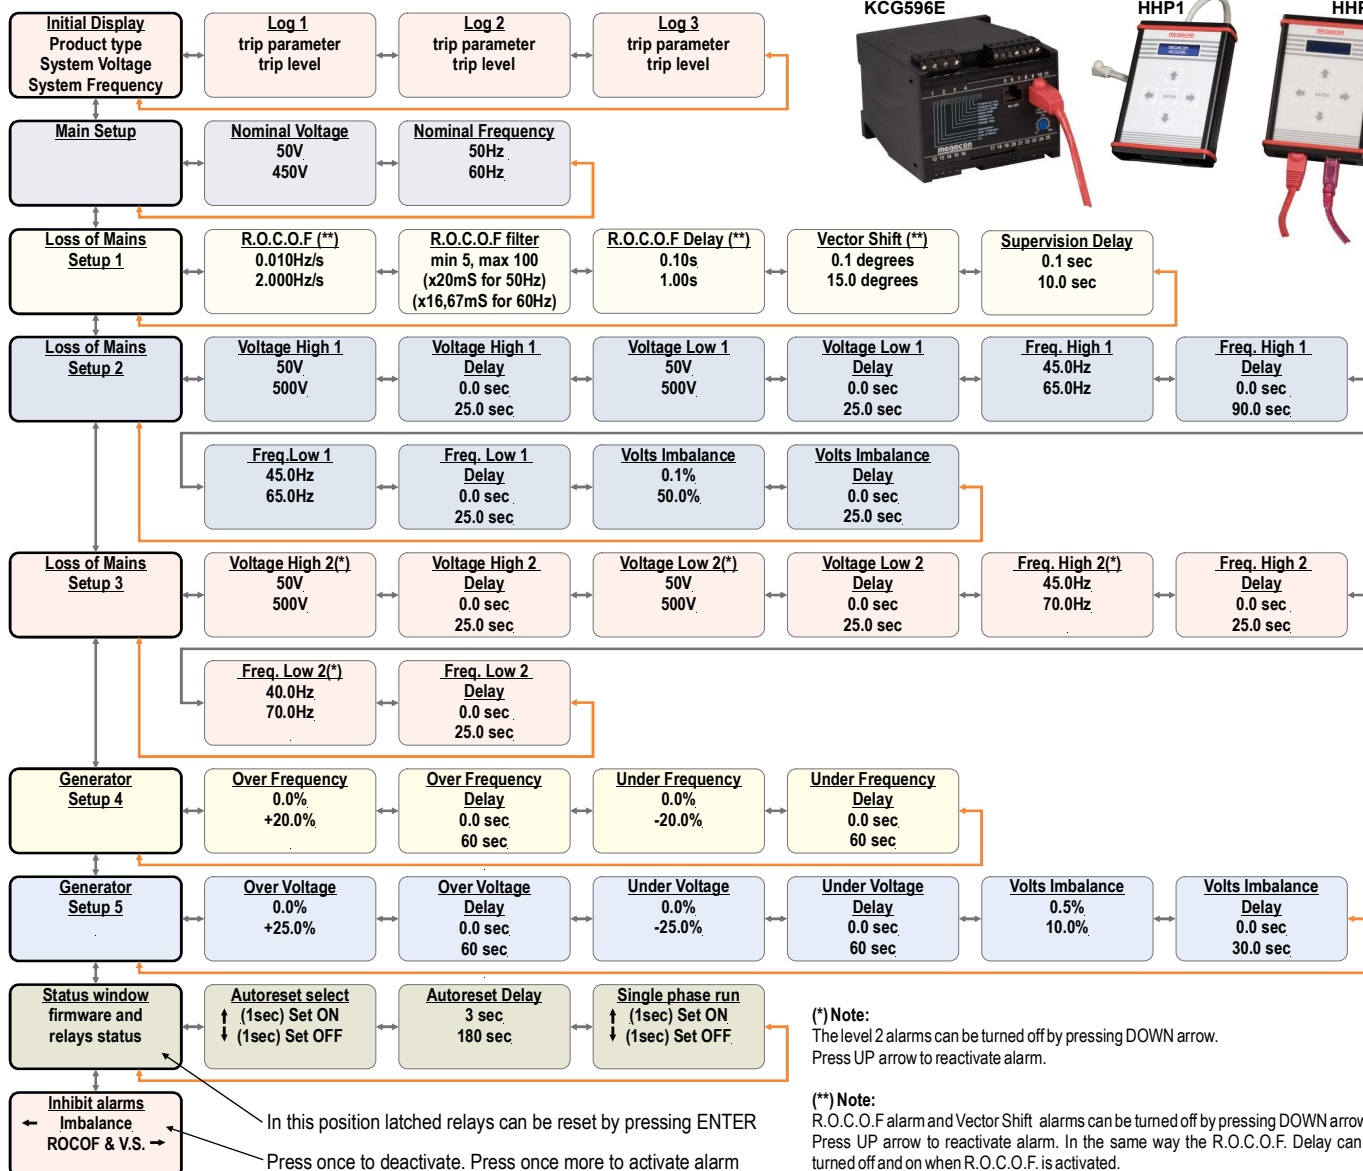 Initial Display
Product type
System Voltage
System Frequency
Log 1
trip parameter
trip level
Log 2
trip parameter
trip level
Log 3
trip parameter
trip level
KCG596E
HHP1
HHP
megacon
Main Setup
Nominal Voltage
50V
450V
Nominal Frequency
50Hz
60Hz
Loss of Mains
Setup 1
R.O.C.O.F (**)
0.010Hz/s
2.000Hz/s
R.O.C.O.F filter
min 5, max 100
(x20mS for 50Hz)
(x16,67mS for 60Hz)
R.O.C.O.F Delay (**)
0.10s
1.00s
Vector Shift (**)
0.1 degrees
15.0 degrees
Supervision Delay
0.1 sec
10.0 sec
Loss of Mains
Setup 2
Voltage High 1
50V
500V
Voltage High 1
Delay
0.0 sec
25.0 sec
Voltage Low 1
50V
500V
Voltage Low 1
Delay
0.0 sec
25.0 sec
Freq. High 1
45.0Hz
65.0Hz
Freq. High 1
Delay
0.0 sec
90.0 sec
Freq.Low 1
45.0Hz
65.0Hz
Freq. Low 1
Delay
0.0 sec
25.0 sec
Volts Imbalance
0.1%
50.0%
Volts Imbalance
Delay
0.0 sec
25.0 sec
Loss of Mains
Setup 3
Voltage High 2(*)
50V
500V
Voltage High 2
Delay
0.0 sec
25.0 sec
Voltage Low 2(*)
50V
500V
Voltage Low 2
Delay
0.0 sec
25.0 sec
Freq. High 2(*)
45.0Hz
70.0Hz
Freq. High 2
Delay
0.0 sec
25.0 sec
Freq. Low 2(*)
40.0Hz
70.0Hz
Freq. Low 2
Delay
0.0 sec
25.0 sec
Generator
Setup 4
Over Frequency
0.0%
+20.0%
Over Frequency
Delay
0.0 sec
60 sec
Under Frequency
0.0%
-20.0%
Under Frequency
Delay
0.0 sec
60 sec
Generator
Setup 5
Over Voltage
0.0%
+25.0%
Over Voltage
Delay
0.0 sec
60 sec
Under Voltage
0.0%
-25.0%
Under Voltage
Delay
0.0 sec
60 sec
Volts Imbalance
0.5%
10.0%
Volts Imbalance
Delay
0.0 sec
30.0 sec
Status window
firmware and
relays status
Autoreset select
↑ (1sec) Set ON
↓ (1sec) Set OFF
Autoreset Delay
3 sec
180 sec
Single phase run
↑ (1sec) Set ON
↓ (1sec) Set OFF
Inhibit alarms
← Imbalance
ROCOF & V.S. →
In this position latched relays can be reset by pressing ENTER
Press once to deactivate. Press once more to activate alarm
(*) Note:
The level 2 alarms can be turned off by pressing DOWN arrow.
Press UP arrow to reactivate alarm.
(**) Note:
R.O.C.O.F alarm and Vector Shift alarms can be turned off by pressing DOWN arrow
Press UP arrow to reactivate alarm. In the same way the R.O.C.O.F. Delay can
turned off and on when R.O.C.O.F. is activated.